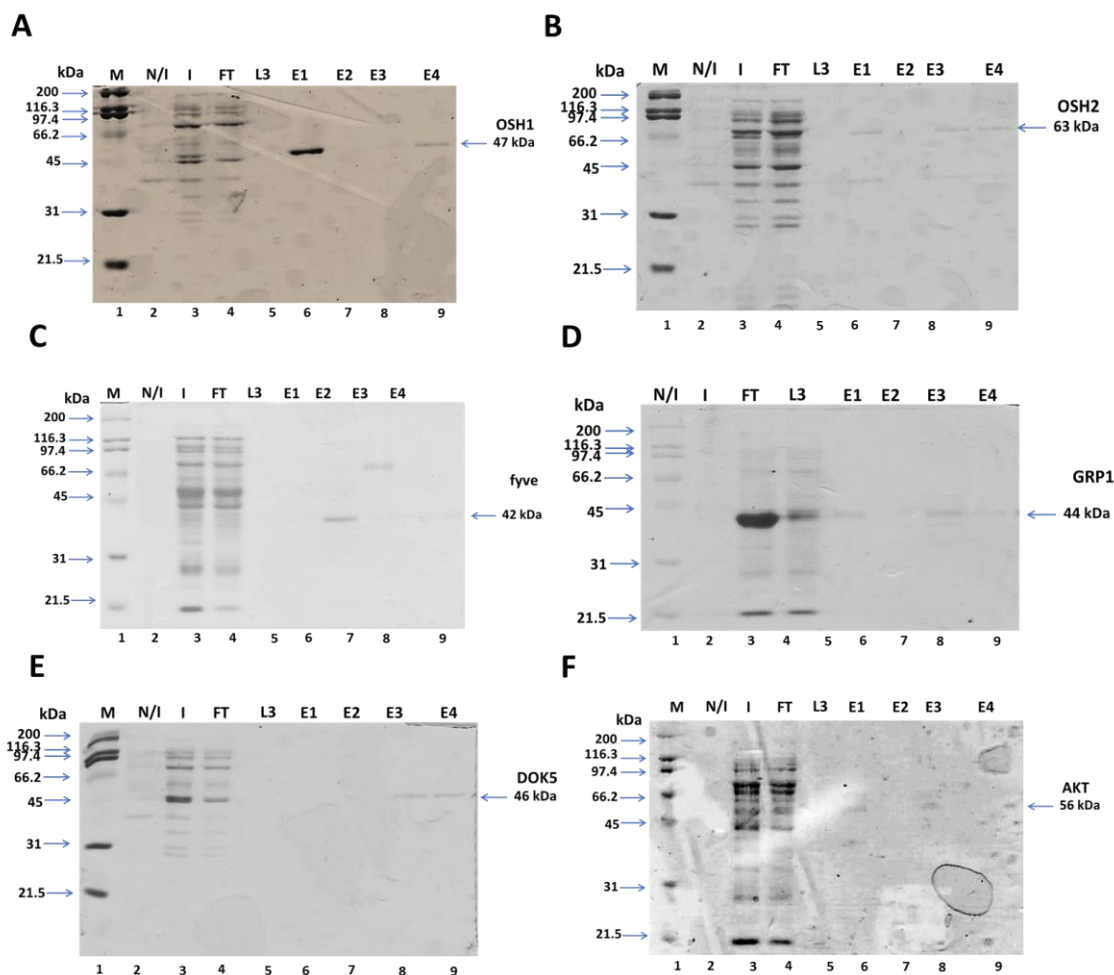 A
kDa M N/I I FT L3 E1 E2 E3 E4
200
116.3
97.4
66.2
45
31
21.5
OSH1
47 kDa
1 2 3 4 5 6 7 8 9
B
kDa M N/I I FT L3 E1 E2 E3 E4
200
116.3
97.4
66.2
45
31
21.5
OSH2
63 kDa
1 2 3 4 5 6 7 8 9
C
kDa M N/I I FT L3 E1 E2 E3 E4
200
116.3
97.4
66.2
45
31
21.5
fyve
42 kDa
1 2 3 4 5 6 7 8 9
D
kDa N/I I FT L3 E1 E2 E3 E4
200
116.3
97.4
66.2
45
31
21.5
GRP1
44 kDa
1 2 3 4 5 6 7 8 9
E
kDa M N/I I FT L3 E1 E2 E3 E4
200
116.3
97.4
66.2
45
31
21.5
DOK5
46 kDa
1 2 3 4 5 6 7 8 9
F
kDa M N/I I FT L3 E1 E2 E3 E4
200
116.3
97.4
66.2
45
31
21.5
AKT
56 kDa
1 2 3 4 5 6 7 8 9